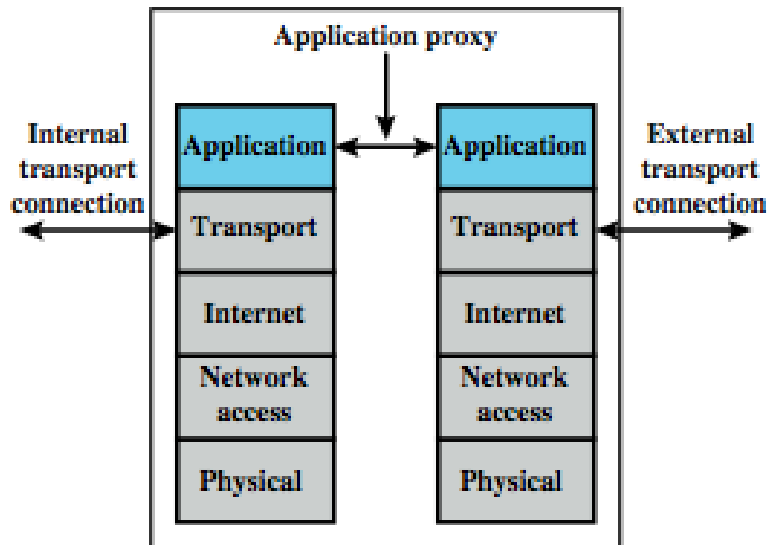 Application proxy
Internal
transport
connection
Application
Transport
Internet
Network
access
Physical
Application
Transport
Internet
Network
access
Physical
External
transport
connection